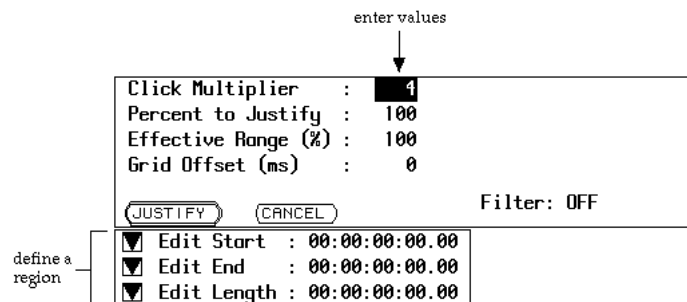 enter values
Click Multiplier : 4
Percent to Justify : 100
Effective Range (%) : 100
Grid Offset (ms) : 0
JUSTIFY CANCEL Filter: OFF
define a
region
Edit Start : 00:00:00:00.00
Edit End : 00:00:00:00.00
Edit Length : 00:00:00:00.00